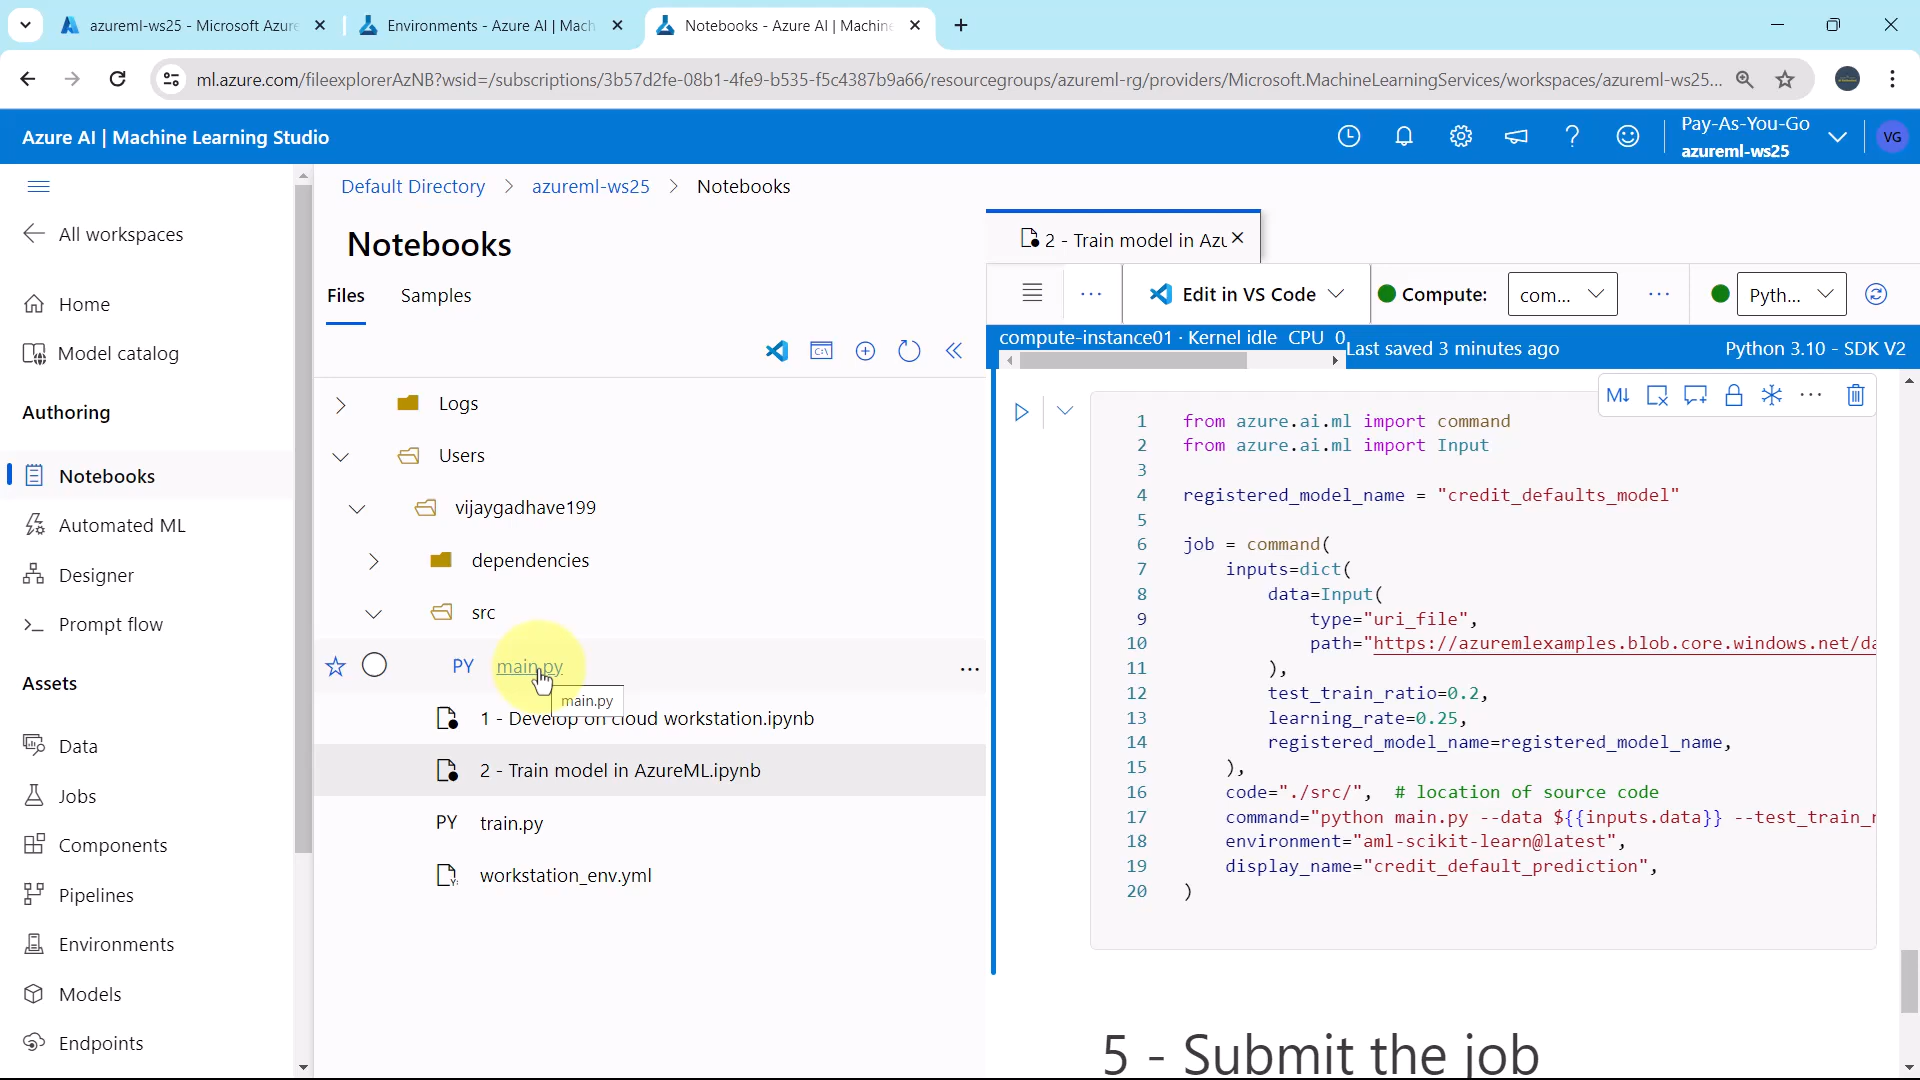 azureml-ws25 - Microsoft Azure
Environments - Azure AI | Mach
Notebooks - Azure AI | Machine
ml.azure.com/fileexplorerAzNB?wsid=/subscriptions/3b57d2fe-08b1-4fe9-b535-f5c4387b9a66/resourcegroups/azureml-rg/providers/Microsoft.MachineLearningServices/workspaces/azureml-ws25...
Azure AI | Machine Learning Studio
Pay-As-You-Go
azureml-ws25
VG
All workspaces
Home
Model catalog
Authoring
Notebooks
Automated ML
Designer
Prompt flow
Assets
Data
Jobs
Components
Pipelines
Environments
Models
Endpoints
Default Directory > azureml-ws25 > Notebooks
Notebooks
Files
Samples
Logs
Users
vijaygadhave199
dependencies
src
PY main.py
main.py
1 - Develop on cloud workstation.ipynb
2 - Train model in AzureML.ipynb
PY train.py
workstation_env.yml
2 - Train model in Azu
Edit in VS Code
Compute:
com...
Pyth...
compute-instance01 · Kernel idle CPU 0
Last saved 3 minutes ago
Python 3.10 - SDK V2
1 from azure.ai.ml import command
2 from azure.ai.ml import Input
3
4 registered_model_name = "credit_defaults_model"
5
6 job = command(
7 inputs=dict(
8 data=Input(
9 type="uri_file",
10 path="https://azuremlexamples.blob.core.windows.net/da
11 ),
12 test_train_ratio=0.2,
13 learning_rate=0.25,
14 registered_model_name=registered_model_name,
15 ),
16 code="./src/", # location of source code
17 command="python main.py --data ${{inputs.data}} --test_train_r
18 environment="aml-scikit-learn@latest",
19 display_name="credit_default_prediction",
20 )
5 - Submit the job